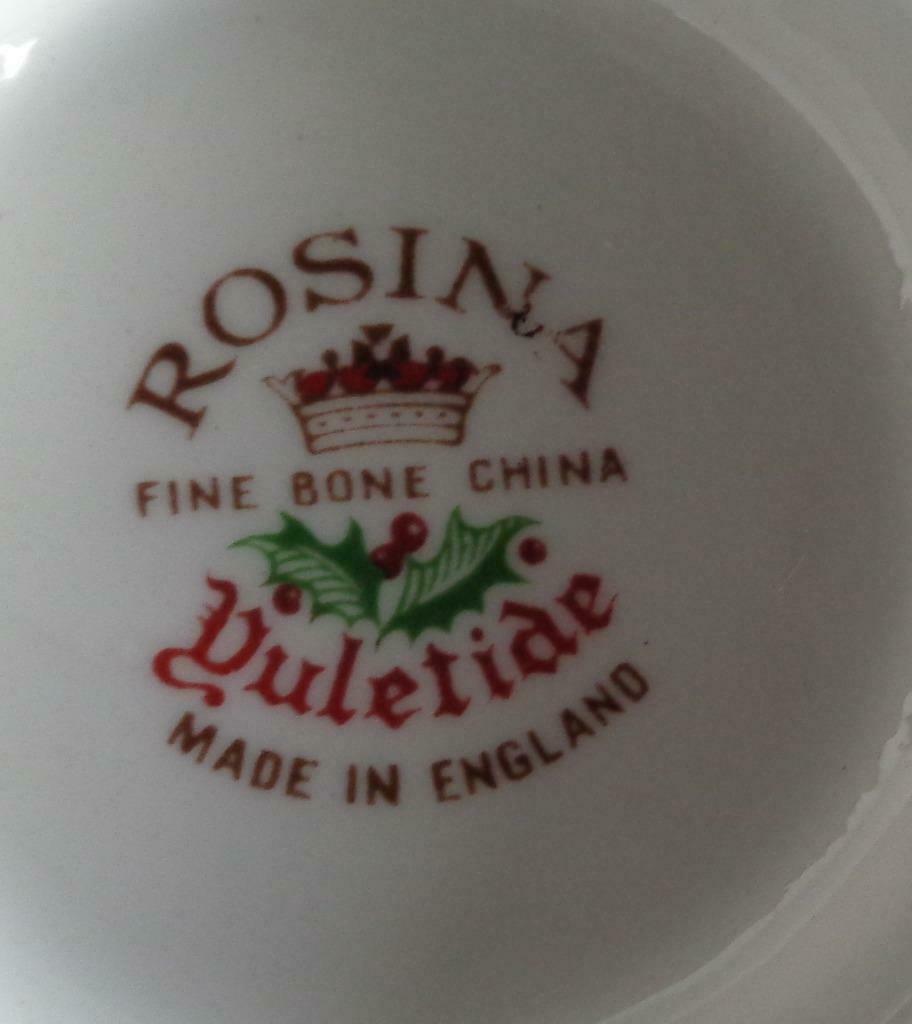 ROSINA
FINE BONE CHINA
Yuletide
MADE IN ENGLAND